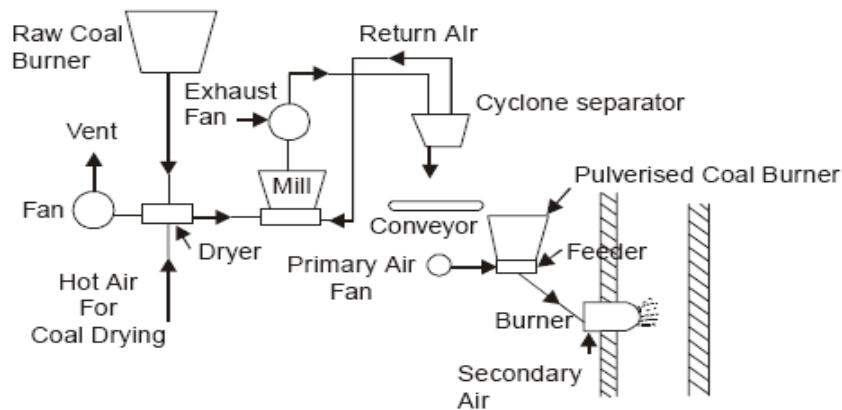 Raw Coal
Burner
Return AIr
Exhaust
Fan
Cyclone separator
Vent
Mill
Pulverised Coal Burner
Fan
Conveyor
Dryer
Feeder
Primary Air
Fan
Hot Air
For
Coal Drying
Burner
Secondary
Air